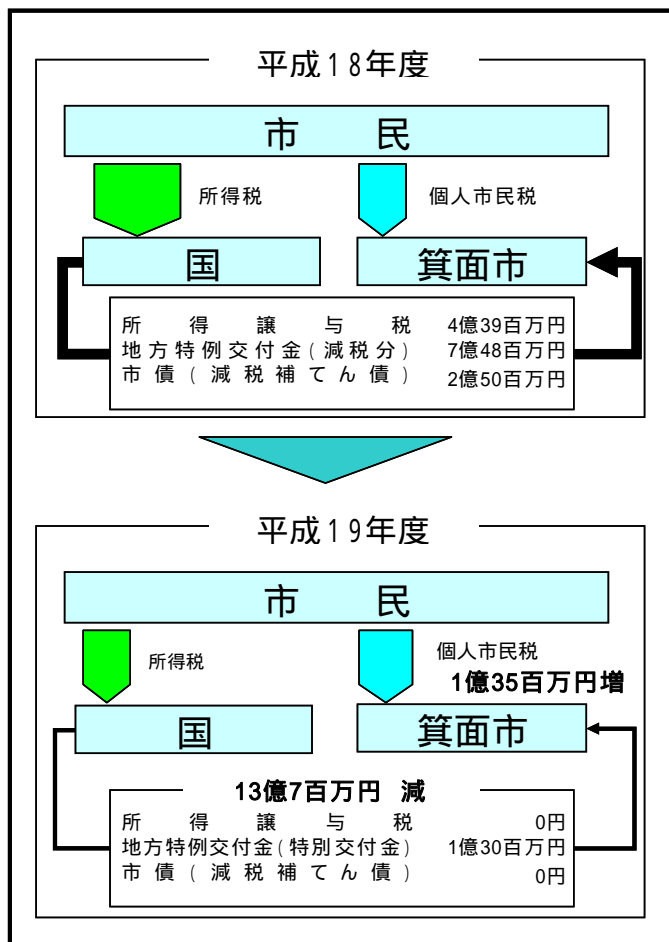 平成18年度
市　　民
所得税
個人市民税
国
箕面市
所得譲与税 4億39百万円
地方特例交付金(減税分) 7億48百万円
市債(減税補てん債) 2億50百万円
平成19年度
市　　民
所得税
個人市民税
1億35百万円増
国
箕面市
13億7百万円 減
所得譲与税 0円
地方特例交付金(特別交付金) 1億30百万円
市債(減税補てん債) 0円